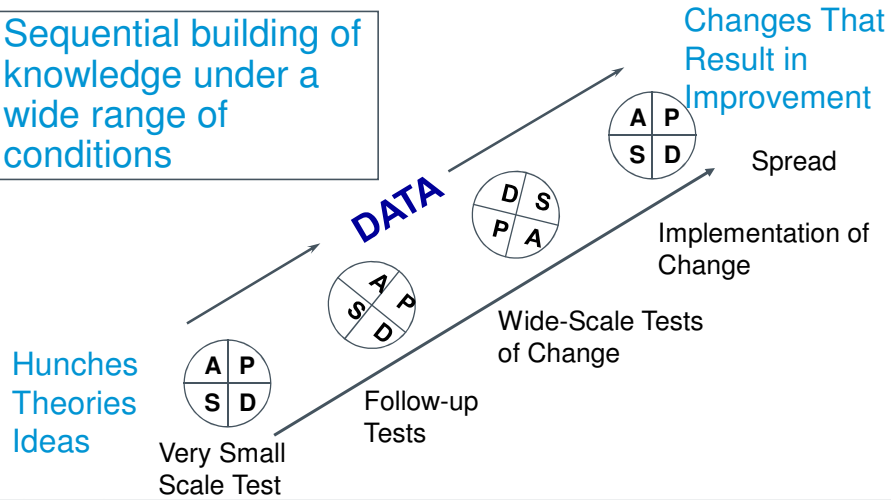 Sequential building of
knowledge under a
wide range of
conditions
Changes That
Result in
Improvement
A P
S D
Spread
DATA
D S
P A
Implementation of
Change
A P
S D
Wide-Scale Tests
of Change
Hunches
Theories
Ideas
A P
S D
Follow-up
Tests
Very Small
Scale Test